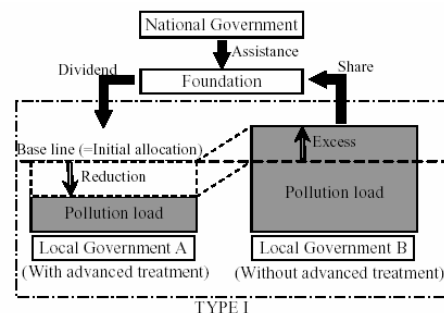 National Government
Assistance
Dividend
Share
Foundation
Base line (=Initial allocation)
Excess
Reduction
Pollution load
Pollution load
Local Government A
Local Government B
(With advanced treatment)
(Without advanced treatment)
TYPE I